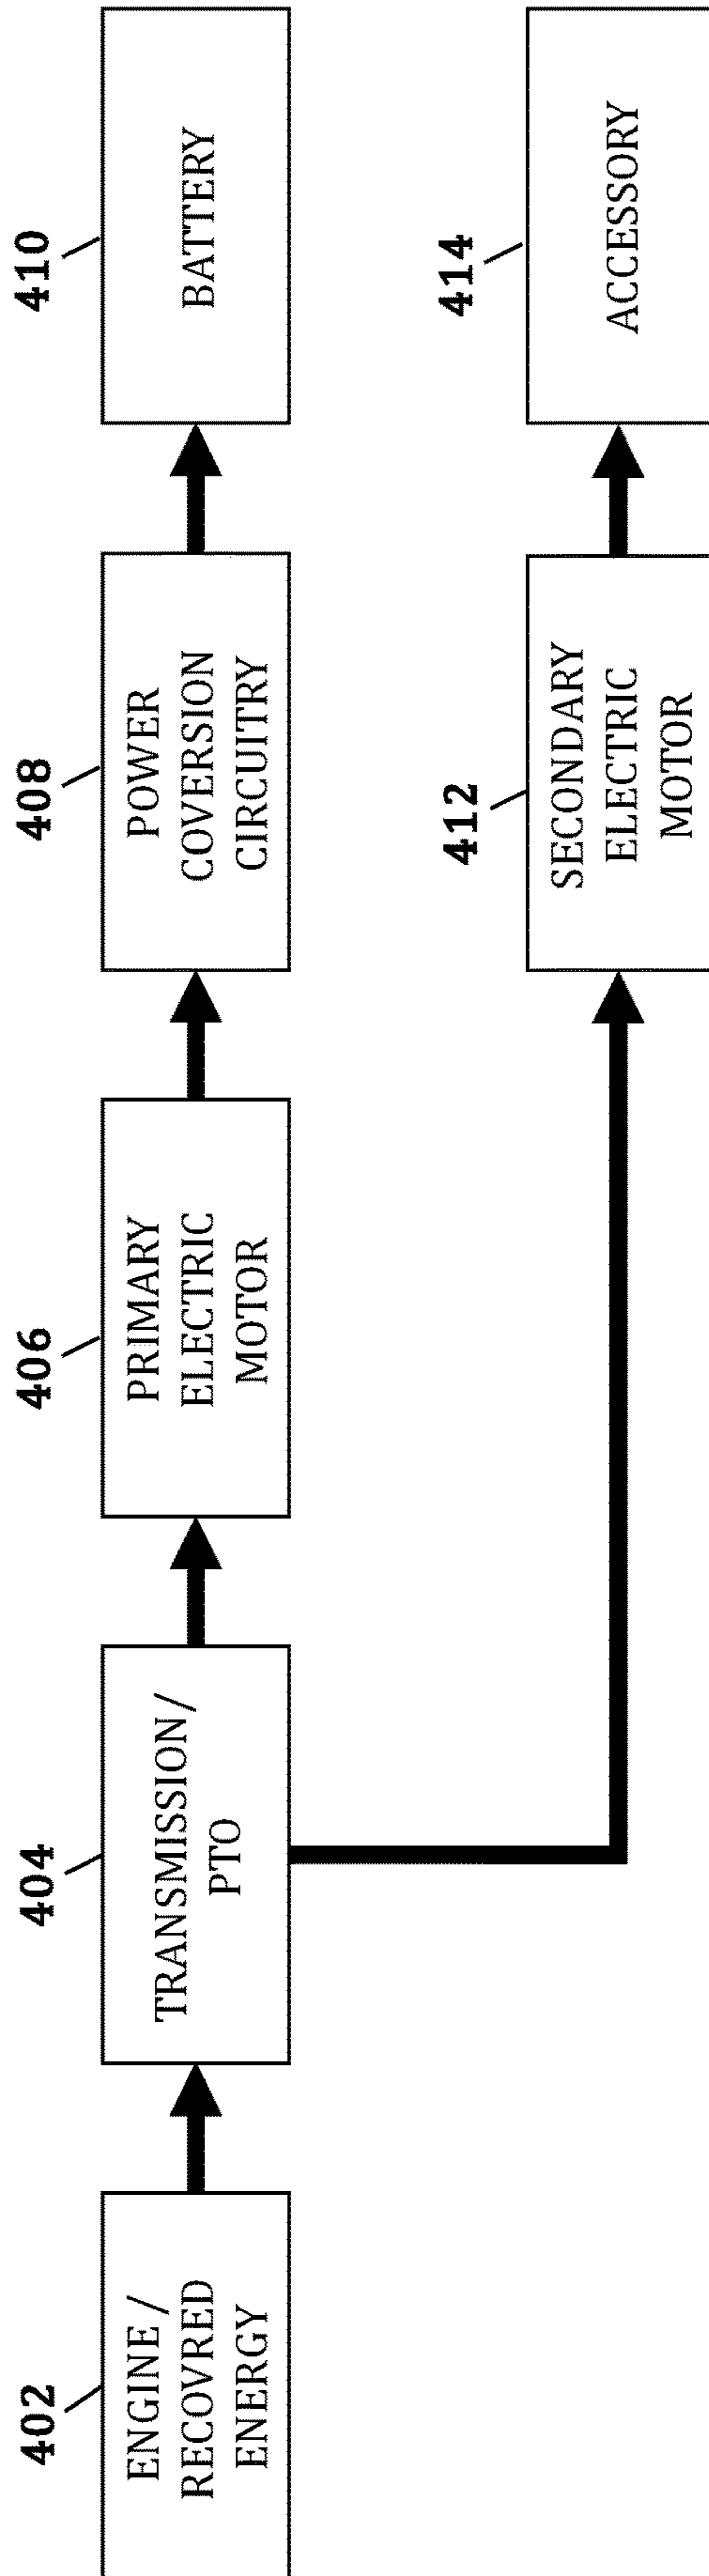 402
ENGINE /
RECOVRED
ENERGY
404
TRANSMISSION/
PTO
406
PRIMARY
ELECTRIC
MOTOR
408
POWER
COVERSION
CIRCUITRY
410
BATTERY
412
SECONDARY
ELECTRIC
MOTOR
414
ACCESSORY